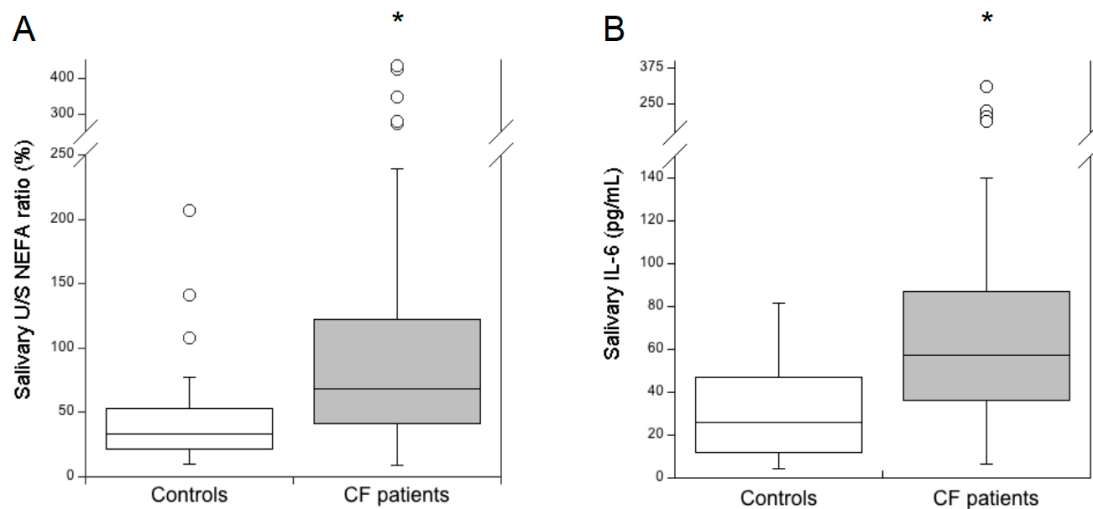 A
*
Salivary U/S NEFA ratio (%)
400
300
250
200
150
100
50
0
Controls
CF patients
B
*
Salivary IL-6 (pg/mL)
375
250
140
120
100
80
60
40
20
0
Controls
CF patients